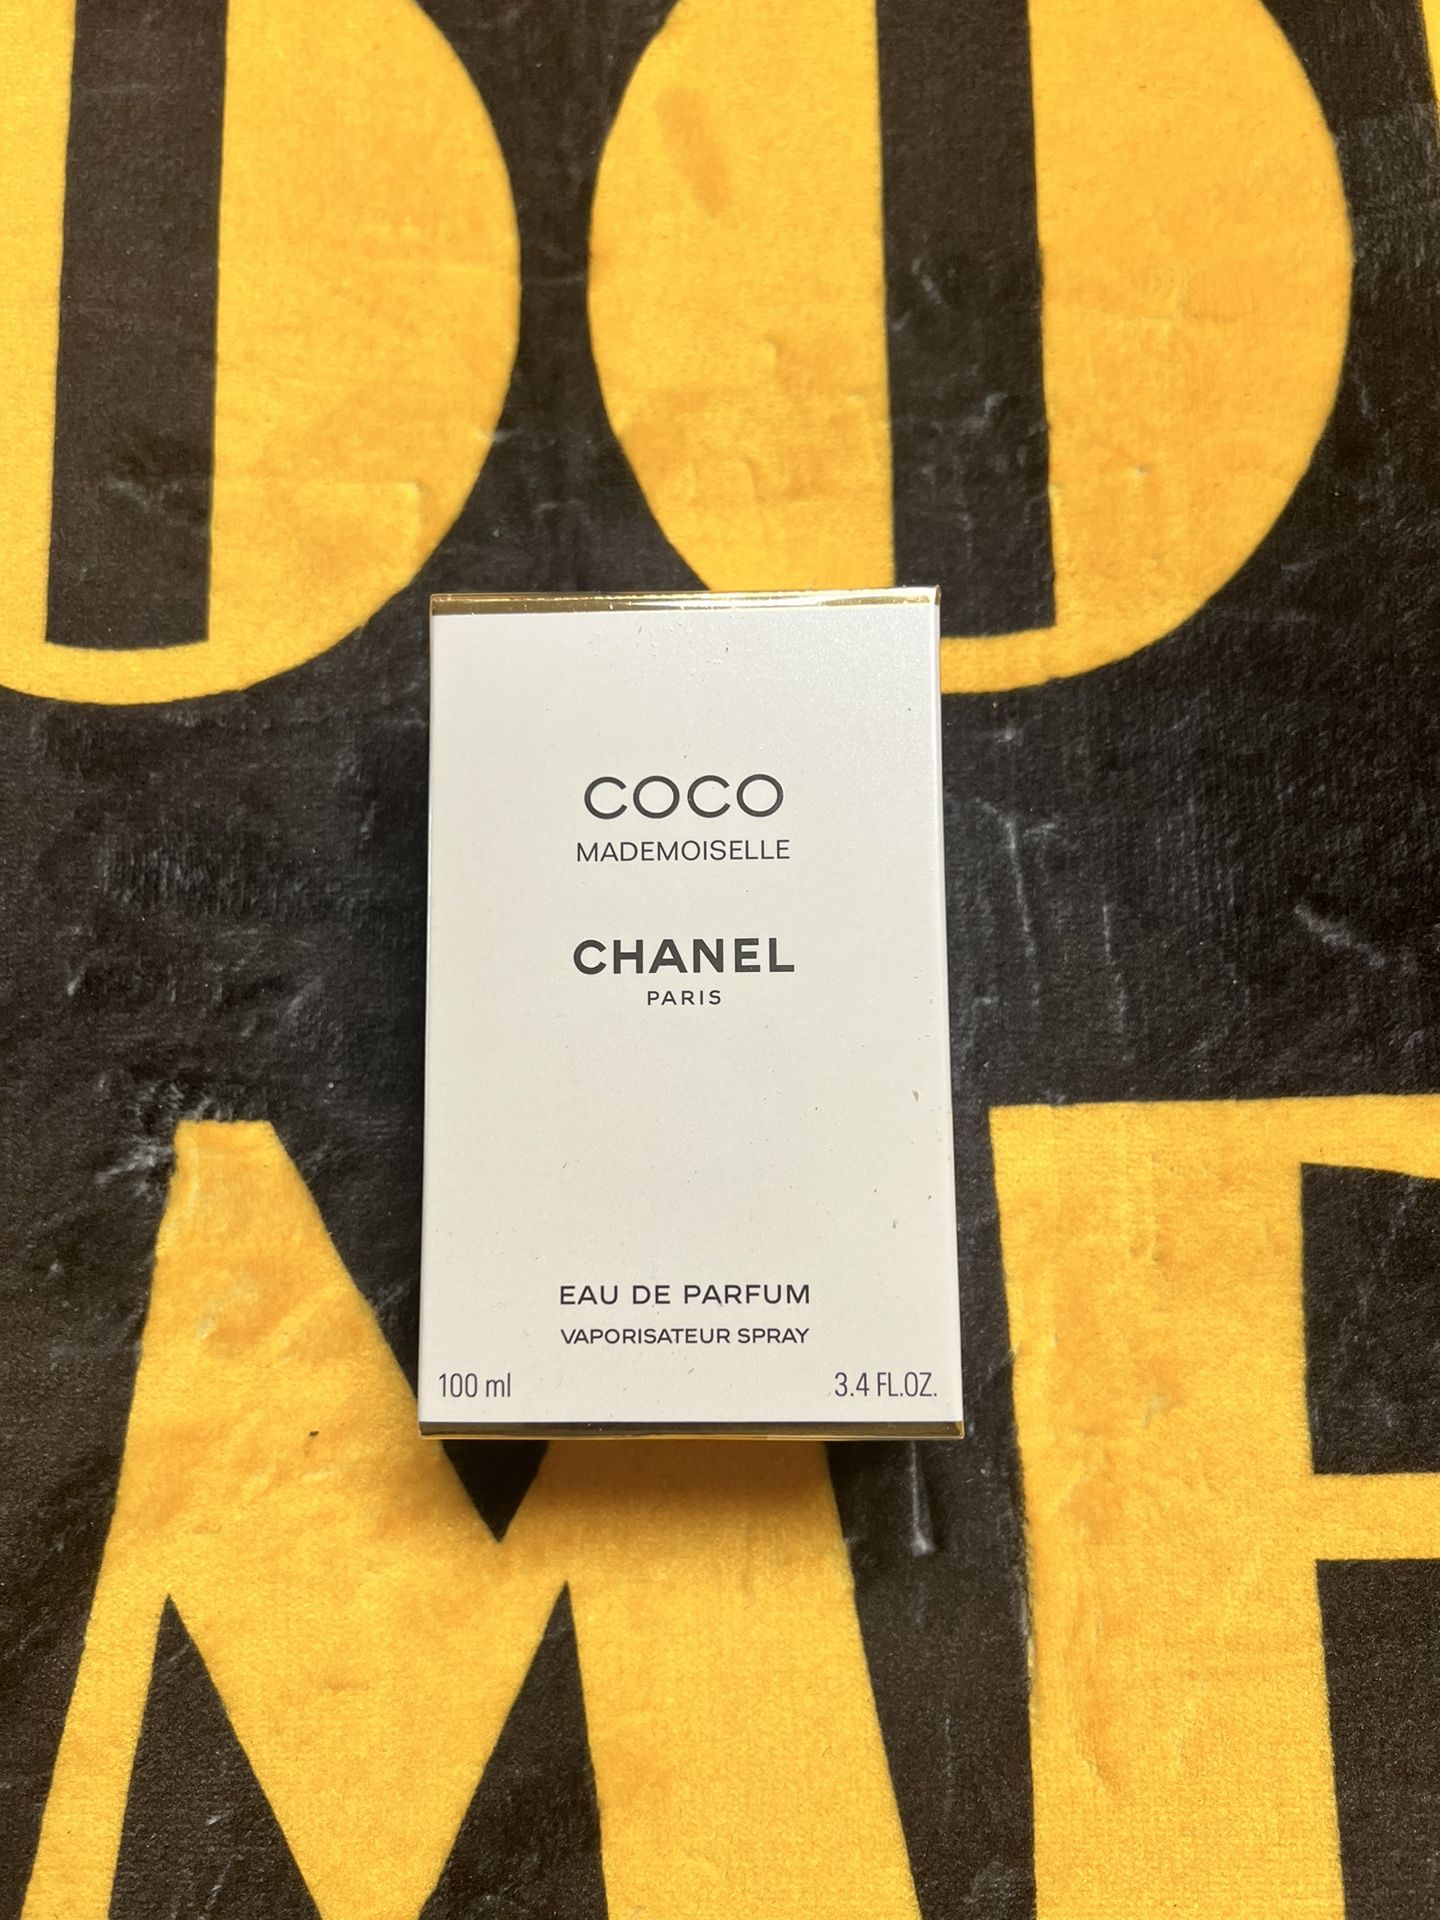 COCO
MADEMOISELLE
CHANEL
PARIS
EAU DE PARFUM
VAPORISATEUR SPRAY
100 ml 3.4 FL.OZ.